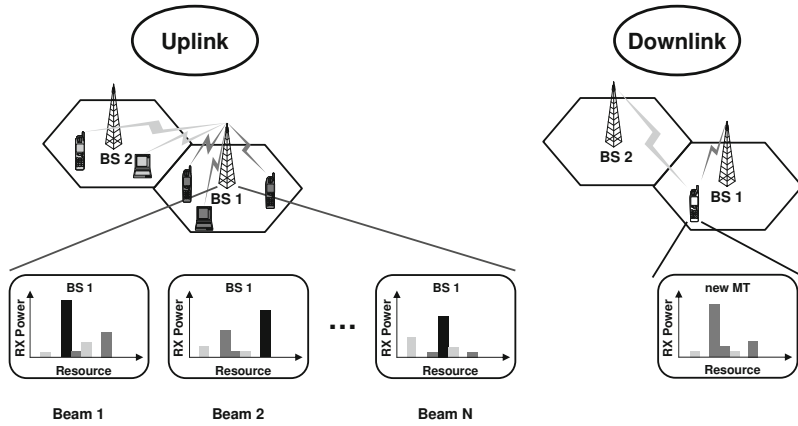 Uplink
Downlink
BS 2
BS 1
BS 2
BS 1
BS 1
RX Power
Resource
BS 1
RX Power
Resource
...
BS 1
RX Power
Resource
new MT
RX Power
Resource
Beam 1
Beam 2
Beam N